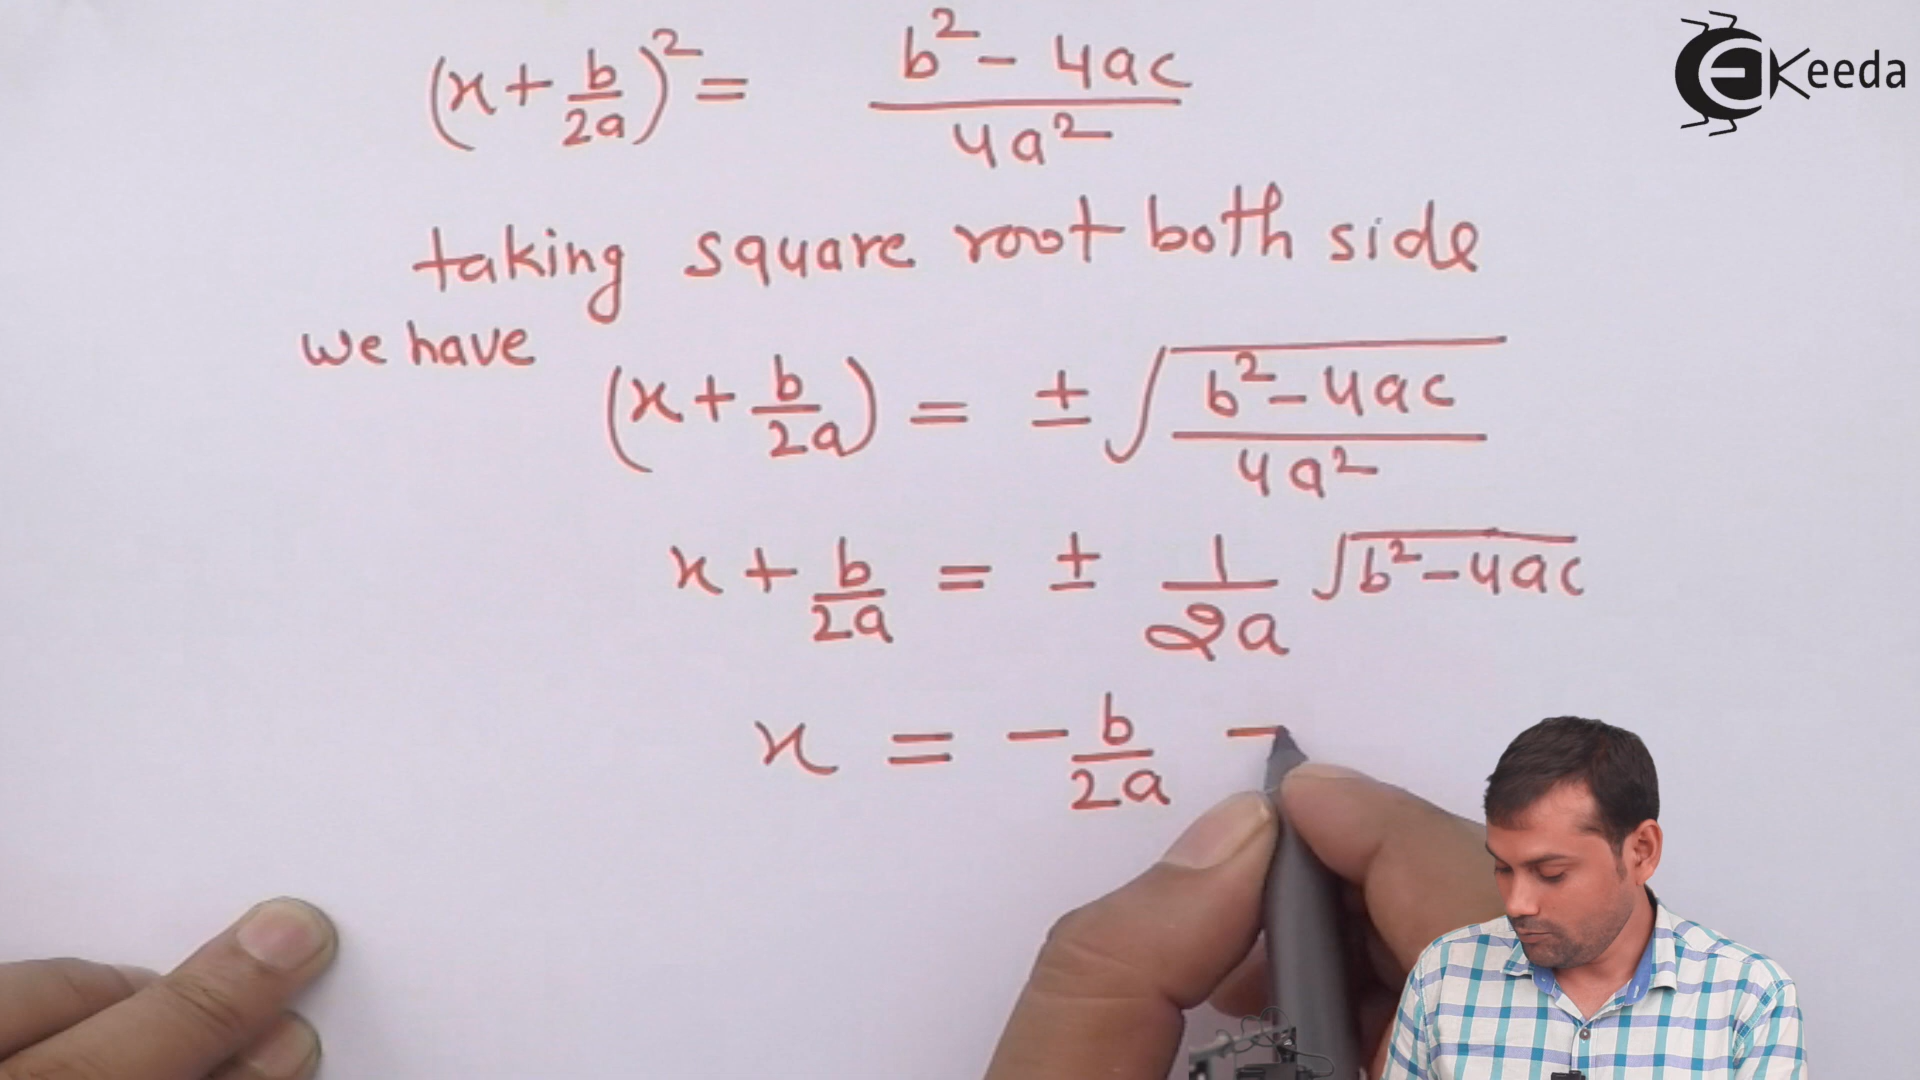 Keeda
(x + b/2a)² = b² - 4ac / 4a²
taking square root both side
we have
(x + b/2a) = ± √(b² - 4ac / 4a²)
x + b/2a = ± 1/2a √b² - 4ac
x = - b/2a -